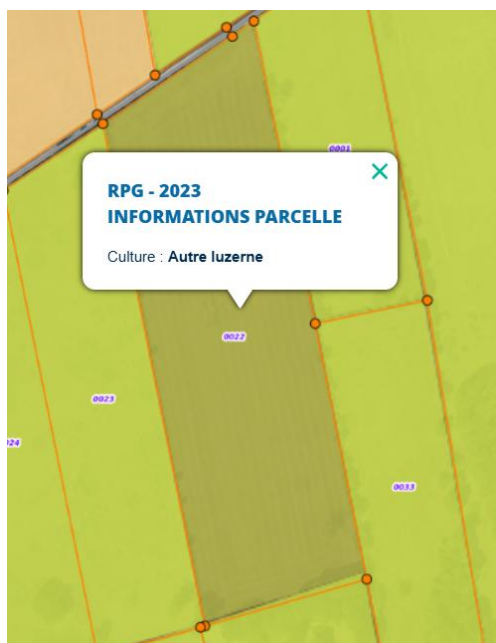 0001
RPG - 2023
INFORMATIONS PARCELLE
Culture : Autre luzerne
0022
0023
024
0033